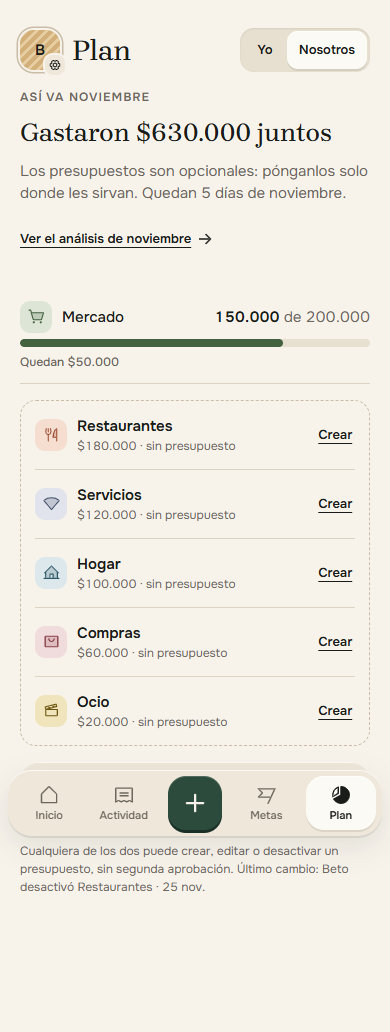 B
Plan
Yo
Nosotros
ASÍ VA NOVIEMBRE
Gastaron $630.000 juntos
Los presupuestos son opcionales: pónganlos solo
donde les sirvan. Quedan 5 días de noviembre.
Ver el análisis de noviembre →
Mercado
150.000 de 200.000
Quedan $50.000
Restaurantes
$180.000 · sin presupuesto
Crear
Servicios
$120.000 · sin presupuesto
Crear
Hogar
$100.000 · sin presupuesto
Crear
Compras
$60.000 · sin presupuesto
Crear
Ocio
$20.000 · sin presupuesto
Crear
Inicio
Actividad
Metas
Plan
Cualquiera de los dos puede crear, editar o desactivar un
presupuesto, sin segunda aprobación. Último cambio: Beto
desactivó Restaurantes · 25 nov.